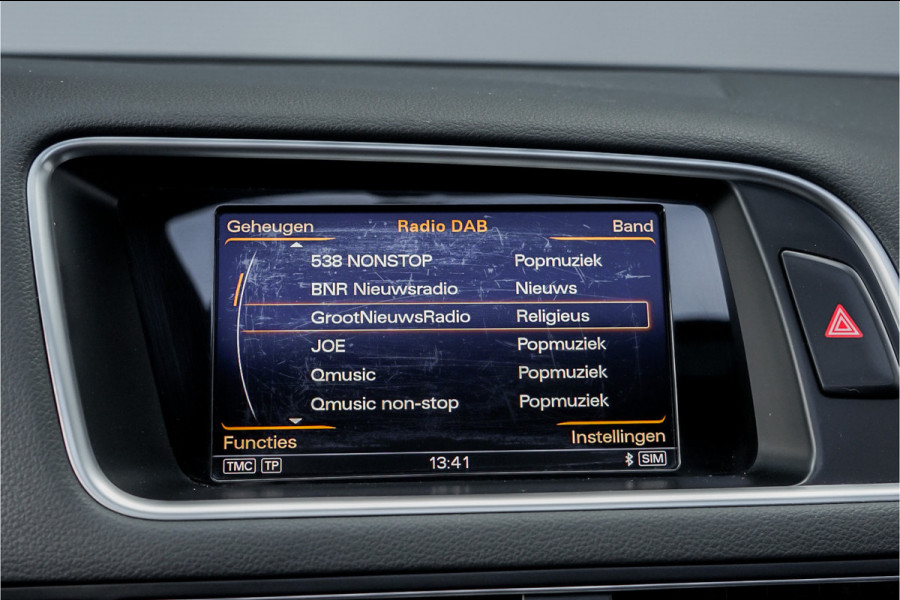 Geheugen Radio DAB Band
538 NONSTOP Popmuziek
BNR Nieuwsradio Nieuws
GrootNieuwsRadio Religieus
JOE Popmuziek
Qmusic Popmuziek
Qmusic non-stop Popmuziek
Functies Instellingen
TMC TP 13:41 SIM